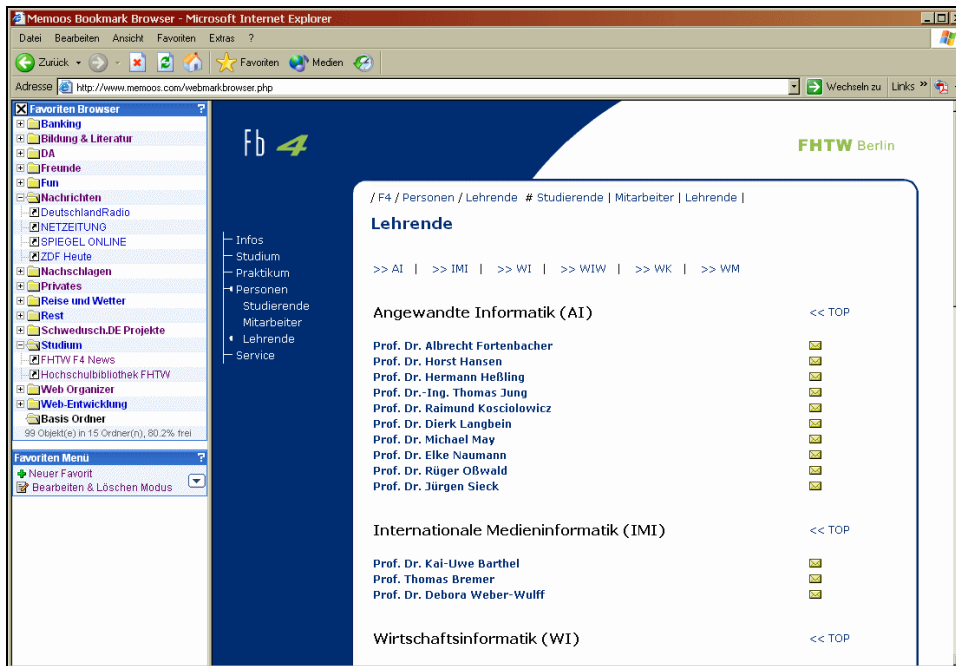 Memoos Bookmark Browser - Microsoft Internet Explorer
Datei Bearbeiten Ansicht Favoriten Extras ?
Zurück Favoriten Medien
Adresse http://www.memoos.com/webmarkbrowser.php Wechseln zu Links »
Favoriten Browser ?
Banking
Bildung & Literatur
DA
Freunde
Fun
Nachrichten
DeutschlandRadio
NETZEITUNG
SPIEGEL ONLINE
ZDF Heute
Nachschlagen
Privates
Reise und Wetter
Rest
Schwedusch.DE Projekte
Studium
FHTW F4 News
Hochschulbibliothek FHTW
Web Organizer
Web-Entwicklung
Basis Ordner
99 Objekt(e) in 15 Ordner(n), 80.2% frei
Favoriten Menü ?
Neuer Favorit
Bearbeiten & Löschen Modus
Fb 4
FHTW Berlin
Infos
Studium
Praktikum
Personen
Studierende
Mitarbeiter
Lehrende
Service
/ F4 / Personen / Lehrende # Studierende | Mitarbeiter | Lehrende |
Lehrende
>> AI | >> IMI | >> WI | >> WIW | >> WK | >> WM
Angewandte Informatik (AI) << TOP
Prof. Dr. Albrecht Fortenbacher
Prof. Dr. Horst Hansen
Prof. Dr. Hermann Heßling
Prof. Dr.-Ing. Thomas Jung
Prof. Dr. Raimund Kosciolowicz
Prof. Dr. Dierk Langbein
Prof. Dr. Michael May
Prof. Dr. Elke Naumann
Prof. Dr. Rüger Oßwald
Prof. Dr. Jürgen Sieck
Internationale Medieninformatik (IMI) << TOP
Prof. Dr. Kai-Uwe Barthel
Prof. Thomas Bremer
Prof. Dr. Debora Weber-Wulff
Wirtschaftsinformatik (WI) << TOP